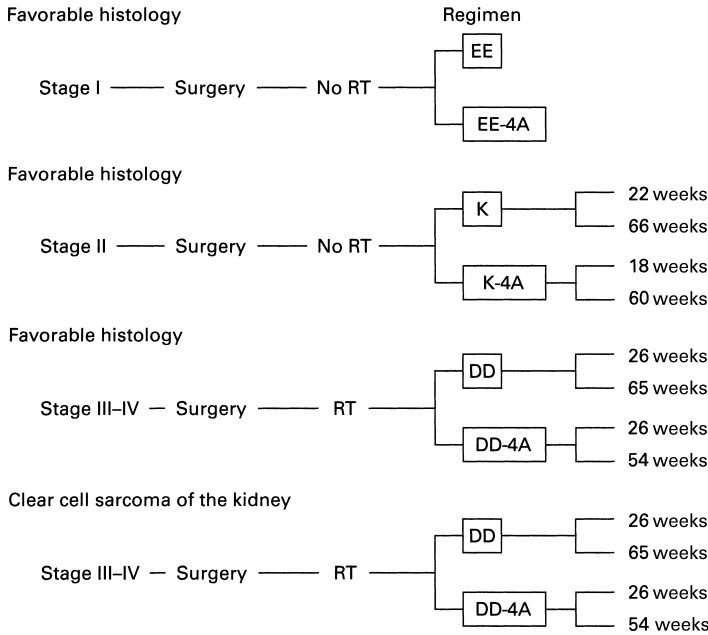 Favorable histology
Regimen
EE
Stage I Surgery No RT
EE-4A
Favorable histology
22 weeks
K
66 weeks
Stage II Surgery No RT
18 weeks
K-4A
60 weeks
Favorable histology
26 weeks
DD
65 weeks
Stage III–IV Surgery RT
26 weeks
DD-4A
54 weeks
Clear cell sarcoma of the kidney
26 weeks
DD
65 weeks
Stage III–IV Surgery RT
26 weeks
DD-4A
54 weeks